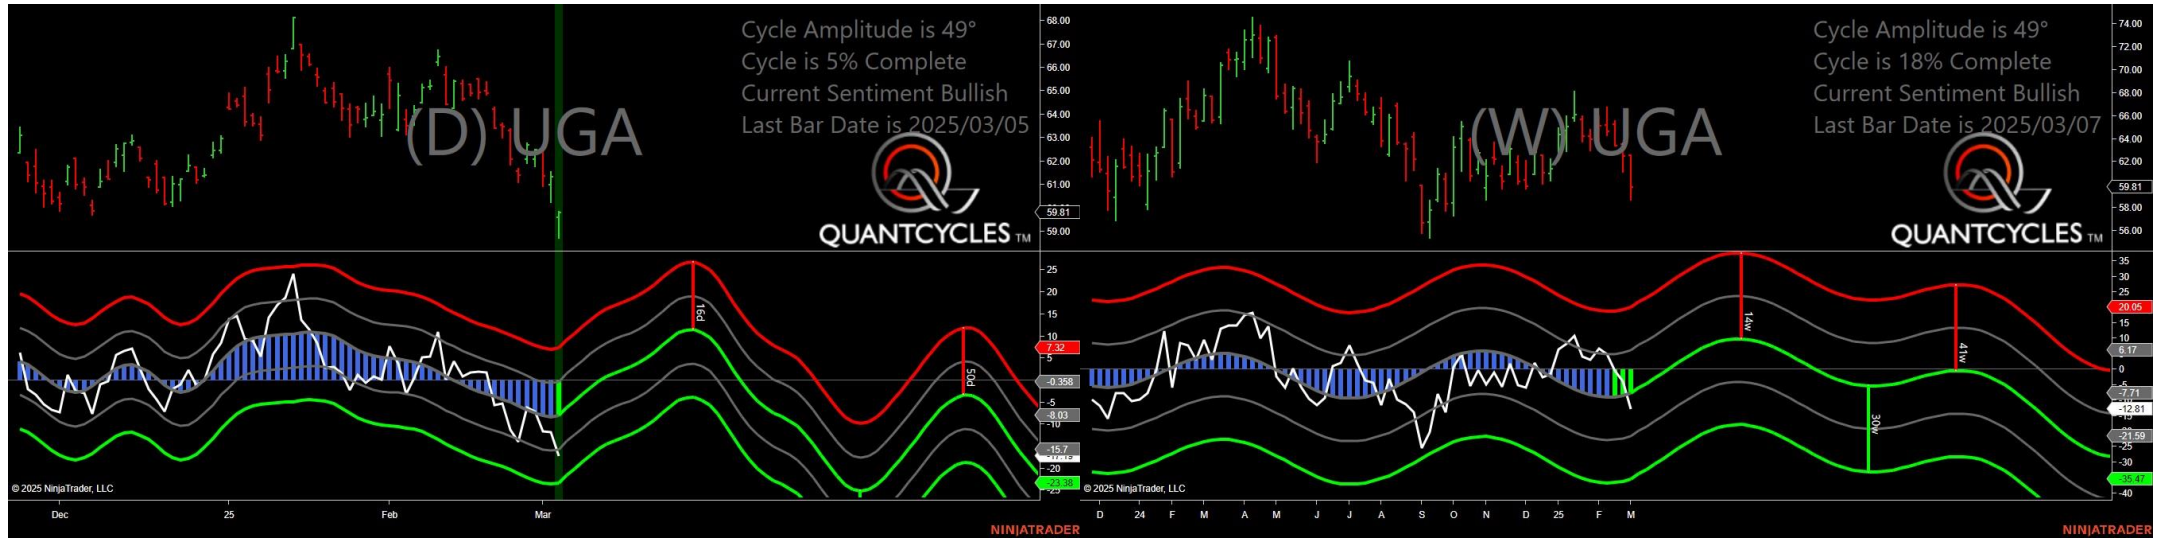 Cycle Amplitude is 49°
Cycle is 5% Complete
Current Sentiment Bullish
Last Bar Date is 2025/03/05
(D) UGA
QUANTCYCLES TM
68.00
67.00
66.00
65.00
64.00
63.00
62.00
61.00
59.81
59.00
16d
50d
25
20
15
10
7.32
5
-0.358
-5
-8.03
-10
-15.7
-17.19
-20
-23.38
© 2025 NinjaTrader, LLC
Dec
25
Feb
Mar
NINJATRADER
Cycle Amplitude is 49°
Cycle is 18% Complete
Current Sentiment Bullish
Last Bar Date is 2025/03/07
(W) UGA
QUANTCYCLES TM
74.00
72.00
70.00
68.00
66.00
64.00
62.00
59.81
58.00
56.00
14w
41w
30w
35
30
25
20.05
15
10
6.17
0
-5
-7.71
-12.81
-15
-21.59
-25
-30
-35.47
-40
© 2025 NinjaTrader, LLC
D
24
F
M
A
M
J
J
A
S
O
N
D
25
F
M
NINJATRADER